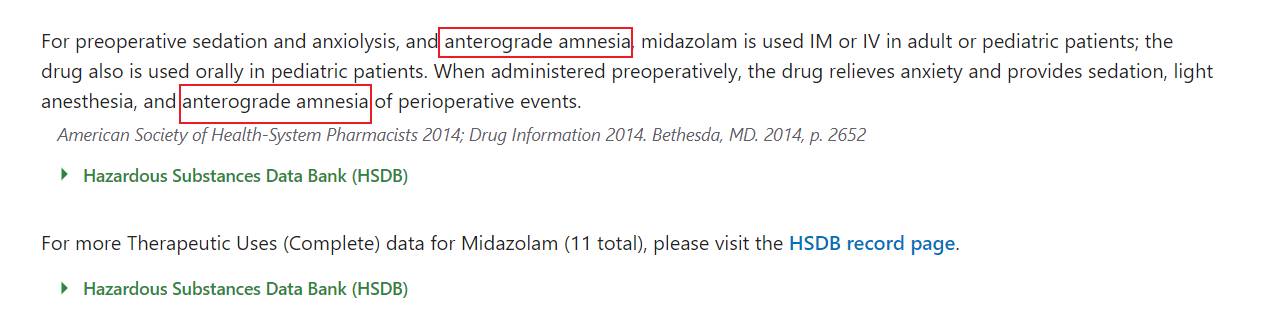 For preoperative sedation and anxiolysis, and anterograde amnesia, midazolam is used IM or IV in adult or pediatric patients; the
drug also is used orally in pediatric patients. When administered preoperatively, the drug relieves anxiety and provides sedation, light
anesthesia, and anterograde amnesia of perioperative events.
American Society of Health-System Pharmacists 2014; Drug Information 2014. Bethesda, MD. 2014, p. 2652
Hazardous Substances Data Bank (HSDB)
For more Therapeutic Uses (Complete) data for Midazolam (11 total), please visit the HSDB record page.
Hazardous Substances Data Bank (HSDB)